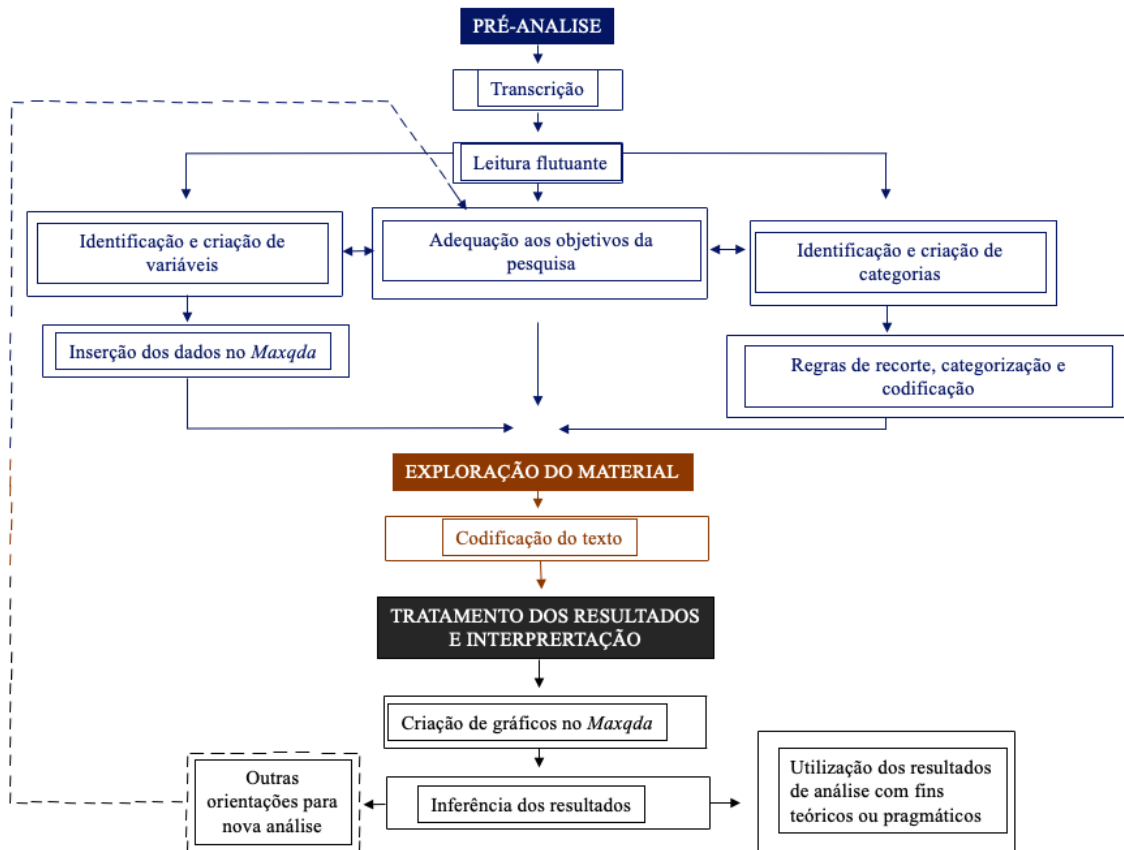 PRÉ-ANALISE
Transcrição
Leitura flutuante
Identificação e criação de
variáveis
Adequação aos objetivos da
pesquisa
Identificação e criação de
categorias
Inserção dos dados no Maxqda
Regras de recorte, categorização e
codificação
EXPLORAÇÃO DO MATERIAL
Codificação do texto
TRATAMENTO DOS RESULTADOS
E INTERPRERTAÇÃO
Criação de gráficos no Maxqda
Outras
orientações para
nova análise
Inferência dos resultados
Utilização dos resultados
de análise com fins
teóricos ou pragmáticos